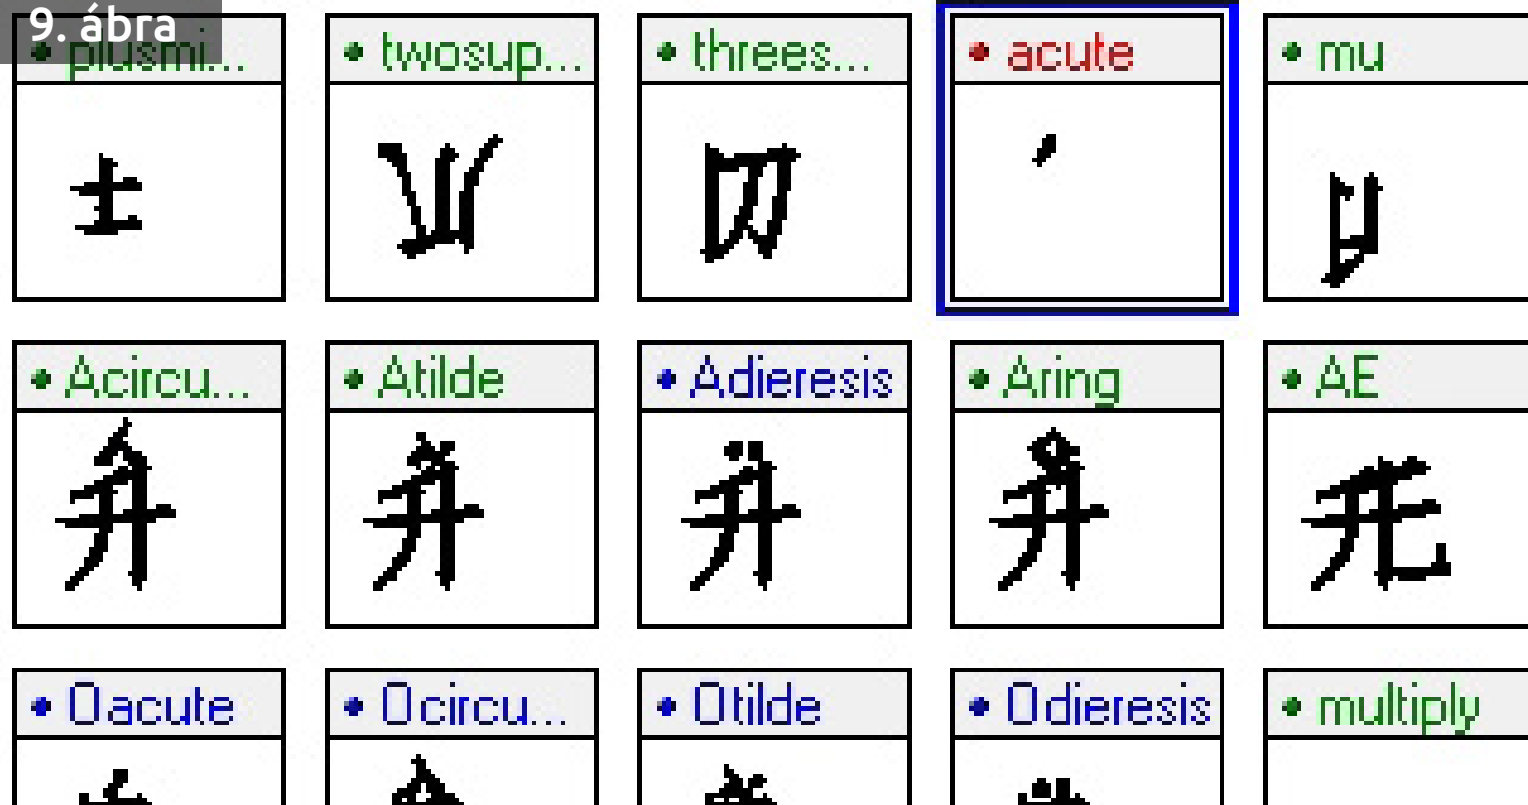 9. ábra
plusmi... twosup... threes... acute mu
Acircu... Atilde Adieresis Aring AE
Oacute Ocircu... Otilde Odieresis multiply